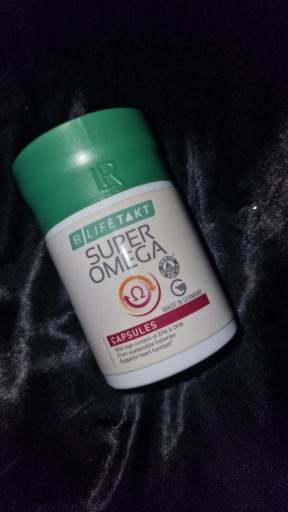 LR
LR LIFETAKT
SUPER
OMEGA
Ω
MADE IN GERMANY
CAPSULES
With high content of EPA & DHA
From sustainable fisheries
Supports heart function*